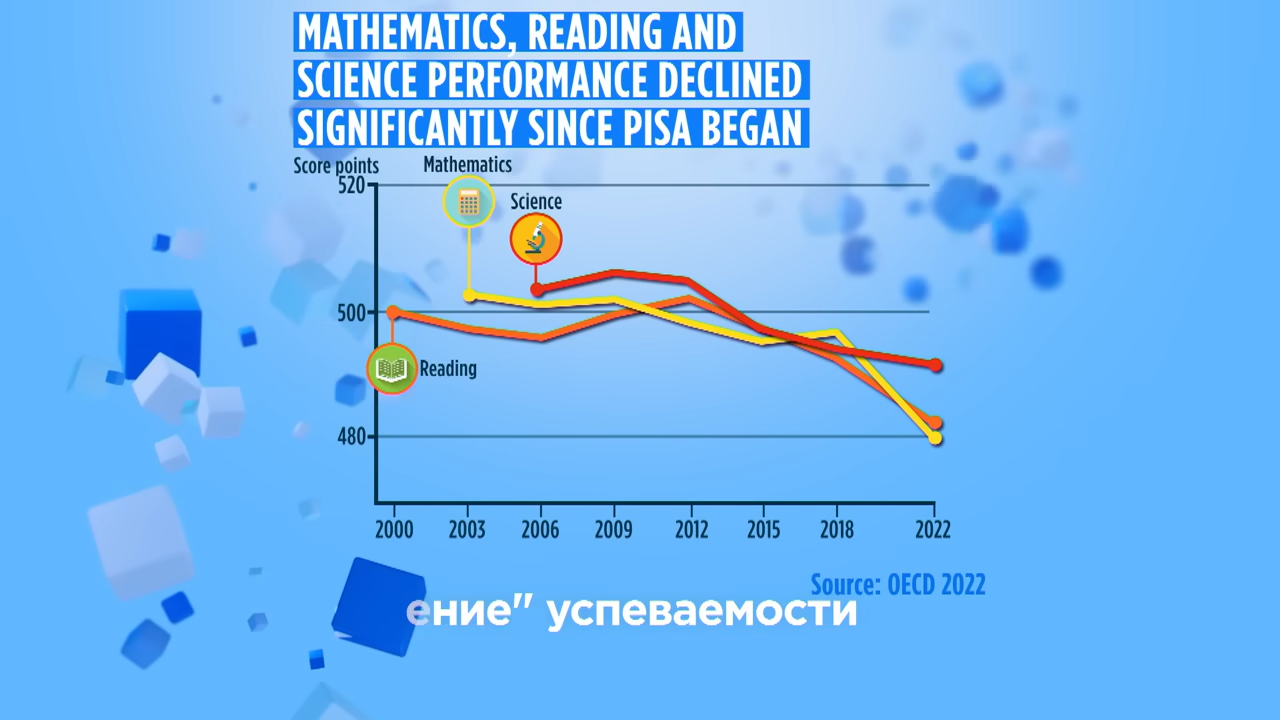 MATHEMATICS, READING AND
SCIENCE PERFORMANCE DECLINED
SIGNIFICANTLY SINCE PISA BEGAN
Score points
Mathematics
520
Science
500
Reading
480
2000 2003 2006 2009 2012 2015 2018 2022
Source: OECD 2022
ение" успеваемости